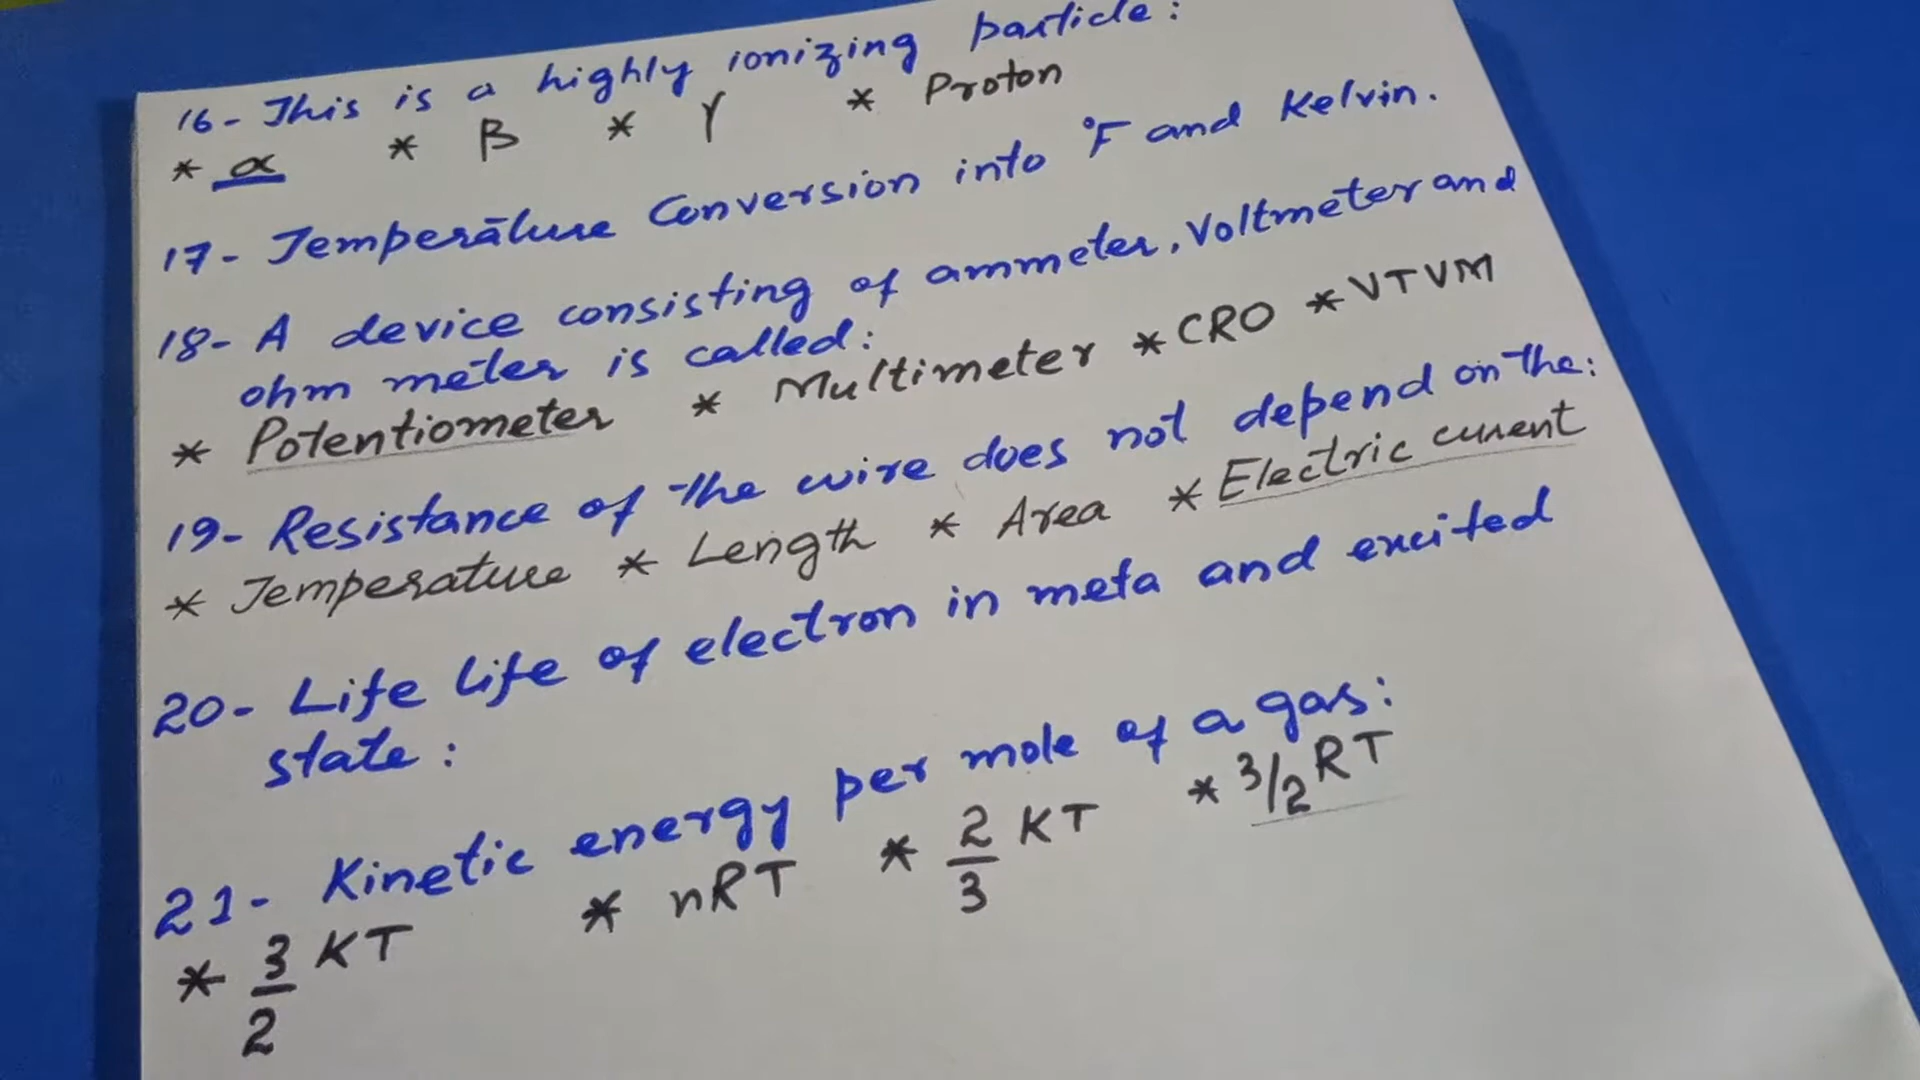 16- This is a highly ionizing particle:
* α * β * γ * Proton
17- Temperature Conversion into °F and Kelvin.
18- A device consisting of ammeter, Voltmeter and
ohm meter is called:
* Potentiometer * Multimeter * CRO * VTVM
19- Resistance of the wire does not depend on the:
* Temperature * Length * Area * Electric current
20- Life life of electron in meta and excited
state:
21- Kinetic energy per mole of a gas:
* 3/2 KT * nRT * 2/3 KT * 3/2 RT